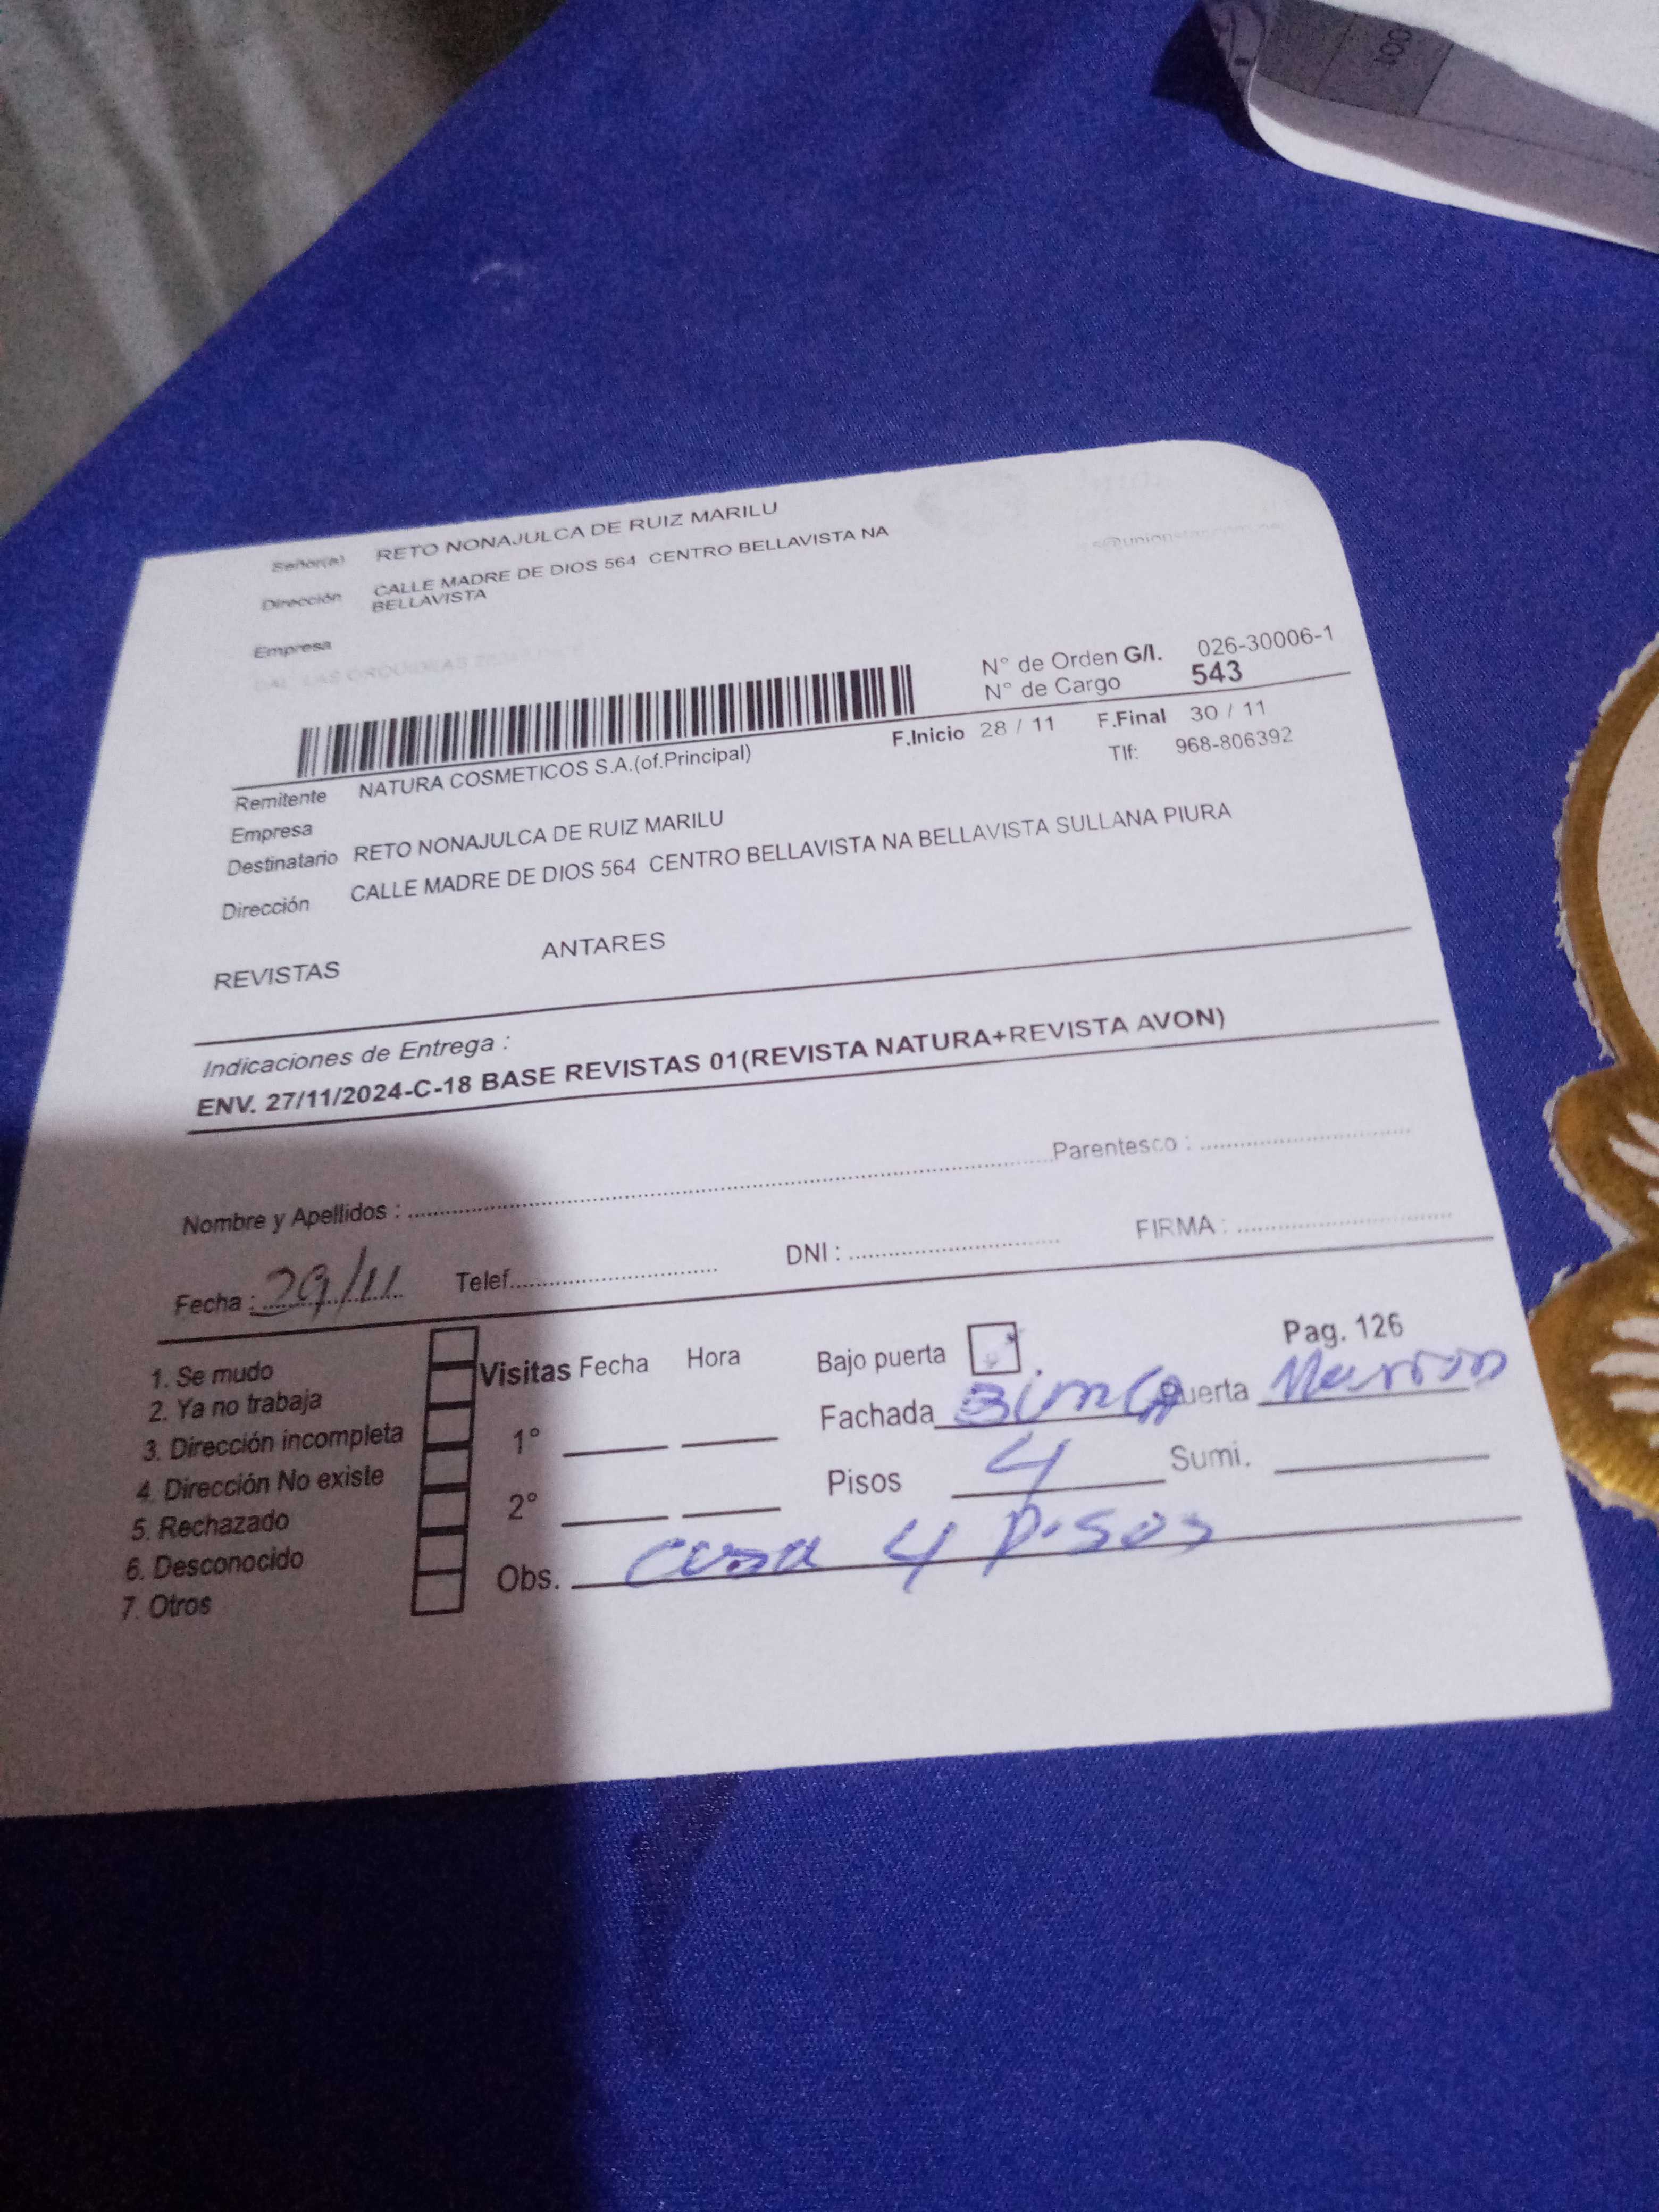 Señor(a) RETO NONAJULCA DE RUIZ MARILU
Dirección CALLE MADRE DE DIOS 564 CENTRO BELLAVISTA NA
BELLAVISTA
Empresa
N° de Orden G/I. 026-30006-1
N° de Cargo 543
F.Inicio 28 / 11 F.Final 30 / 11
Remitente NATURA COSMETICOS S.A.(of.Principal) Tlf: 968-806392
Empresa
Destinatario RETO NONAJULCA DE RUIZ MARILU
Dirección CALLE MADRE DE DIOS 564 CENTRO BELLAVISTA NA BELLAVISTA SULLANA PIURA
REVISTAS ANTARES
Indicaciones de Entrega :
ENV. 27/11/2024-C-18 BASE REVISTAS 01(REVISTA NATURA+REVISTA AVON)
Nombre y Apellidos : Parentesco :
Fecha : 29/11 Telef. DNI : FIRMA :
Pag. 126
1. Se mudo
2. Ya no trabaja
3. Dirección incompleta
4. Dirección No existe
5. Rechazado
6. Desconocido
7. Otros
Visitas Fecha Hora
1°
2°
Bajo puerta
Fachada Puerta Marron
Pisos 4 Sumi.
Obs. casa 4 pisos